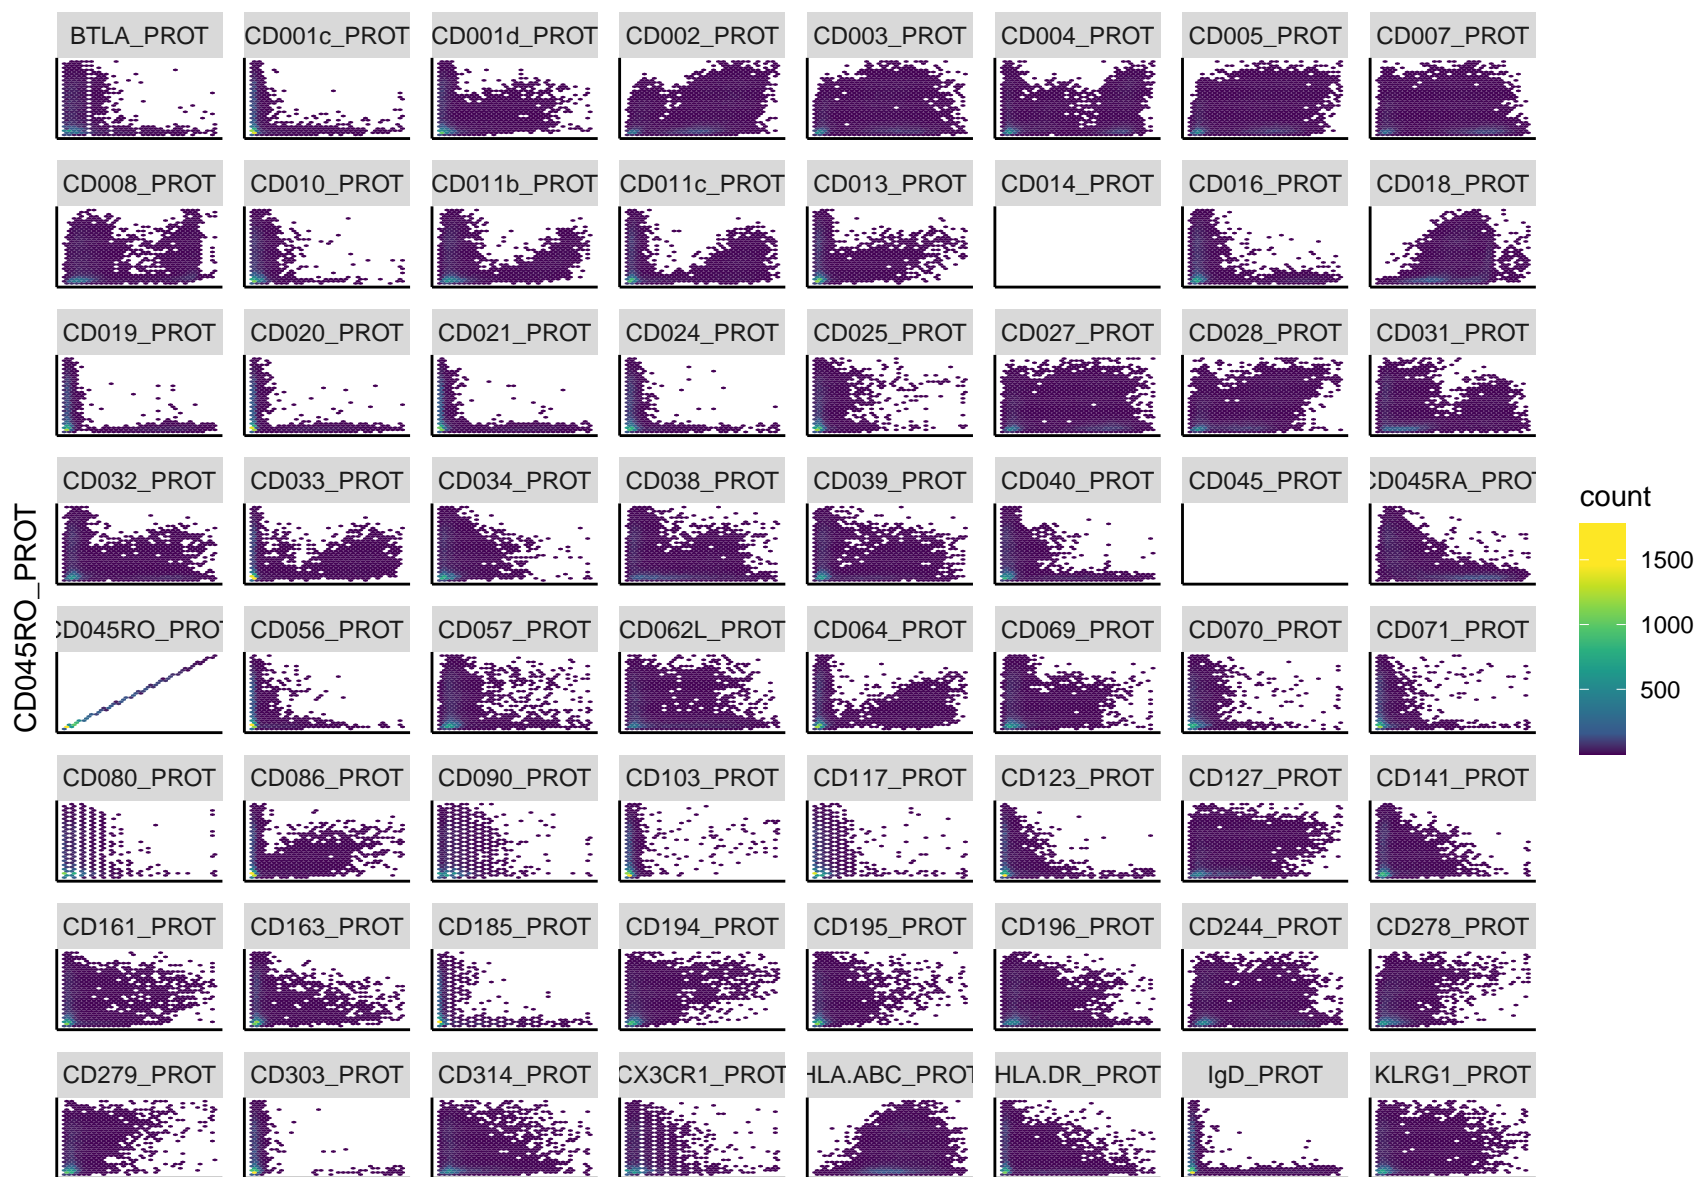 BTLA_PROT CD001c_PROT CD001d_PROT CD002_PROT CD003_PROT CD004_PROT CD005_PROT CD007_PROT
CD008_PROT CD010_PROT CD011b_PROT CD011c_PROT CD013_PROT CD014_PROT CD016_PROT CD018_PROT
CD019_PROT CD020_PROT CD021_PROT CD024_PROT CD025_PROT CD027_PROT CD028_PROT CD031_PROT
CD032_PROT CD033_PROT CD034_PROT CD038_PROT CD039_PROT CD040_PROT CD045_PROT CD045RA_PROT
CD045RO_PROT CD056_PROT CD057_PROT CD062L_PROT CD064_PROT CD069_PROT CD070_PROT CD071_PROT
CD080_PROT CD086_PROT CD090_PROT CD103_PROT CD117_PROT CD123_PROT CD127_PROT CD141_PROT
CD161_PROT CD163_PROT CD185_PROT CD194_PROT CD195_PROT CD196_PROT CD244_PROT CD278_PROT
CD279_PROT CD303_PROT CD314_PROT CX3CR1_PROT HLA.ABC_PROT HLA.DR_PROT IgD_PROT KLRG1_PROT
CD045RO_PROT
count
1500
1000
500